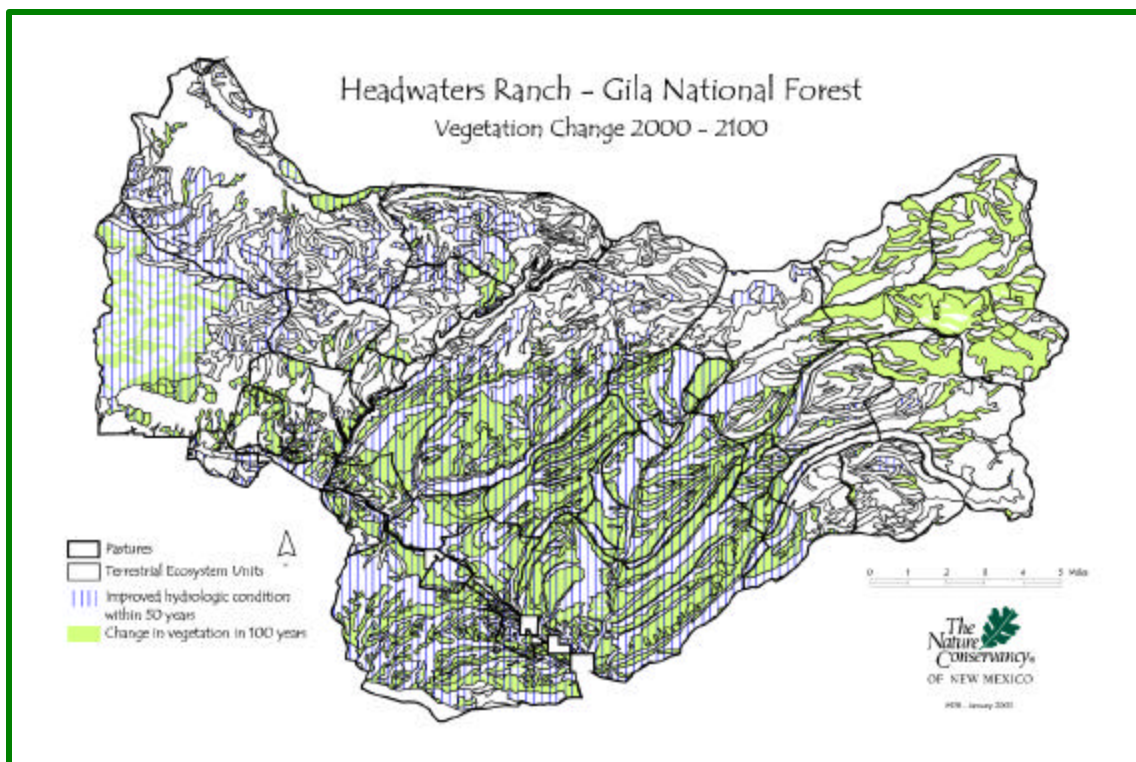 Headwaters Ranch - Gila National Forest
Vegetation Change 2000 - 2100
Pastures
Terrestrial Ecosystem Units
Improved hydrologic condition
within 50 years
Change in vegetation in 100 years
0 1 2 3 4 5 Miles
The
Nature
Conservancy®
OF NEW MEXICO
January